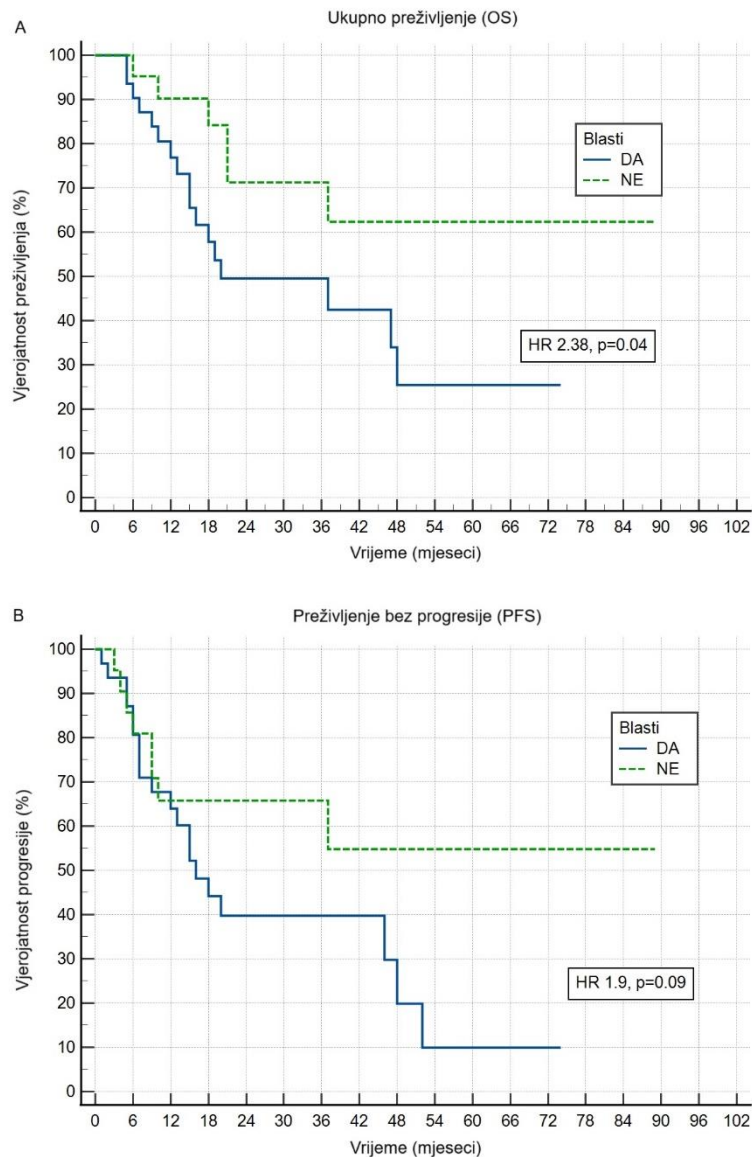 A
Ukupno preživljenje (OS)
Vjerojatnost preživljenja (%)
100
90
80
70
60
50
40
30
20
10
0
Blasti
DA
NE
HR 2.38, p=0.04
0 6 12 18 24 30 36 42 48 54 60 66 72 78 84 90 96 102
Vrijeme (mjeseci)
B
Preživljenje bez progresije (PFS)
Vjerojatnost progresije (%)
100
90
80
70
60
50
40
30
20
10
0
Blasti
DA
NE
HR 1.9, p=0.09
0 6 12 18 24 30 36 42 48 54 60 66 72 78 84 90 96 102
Vrijeme (mjeseci)